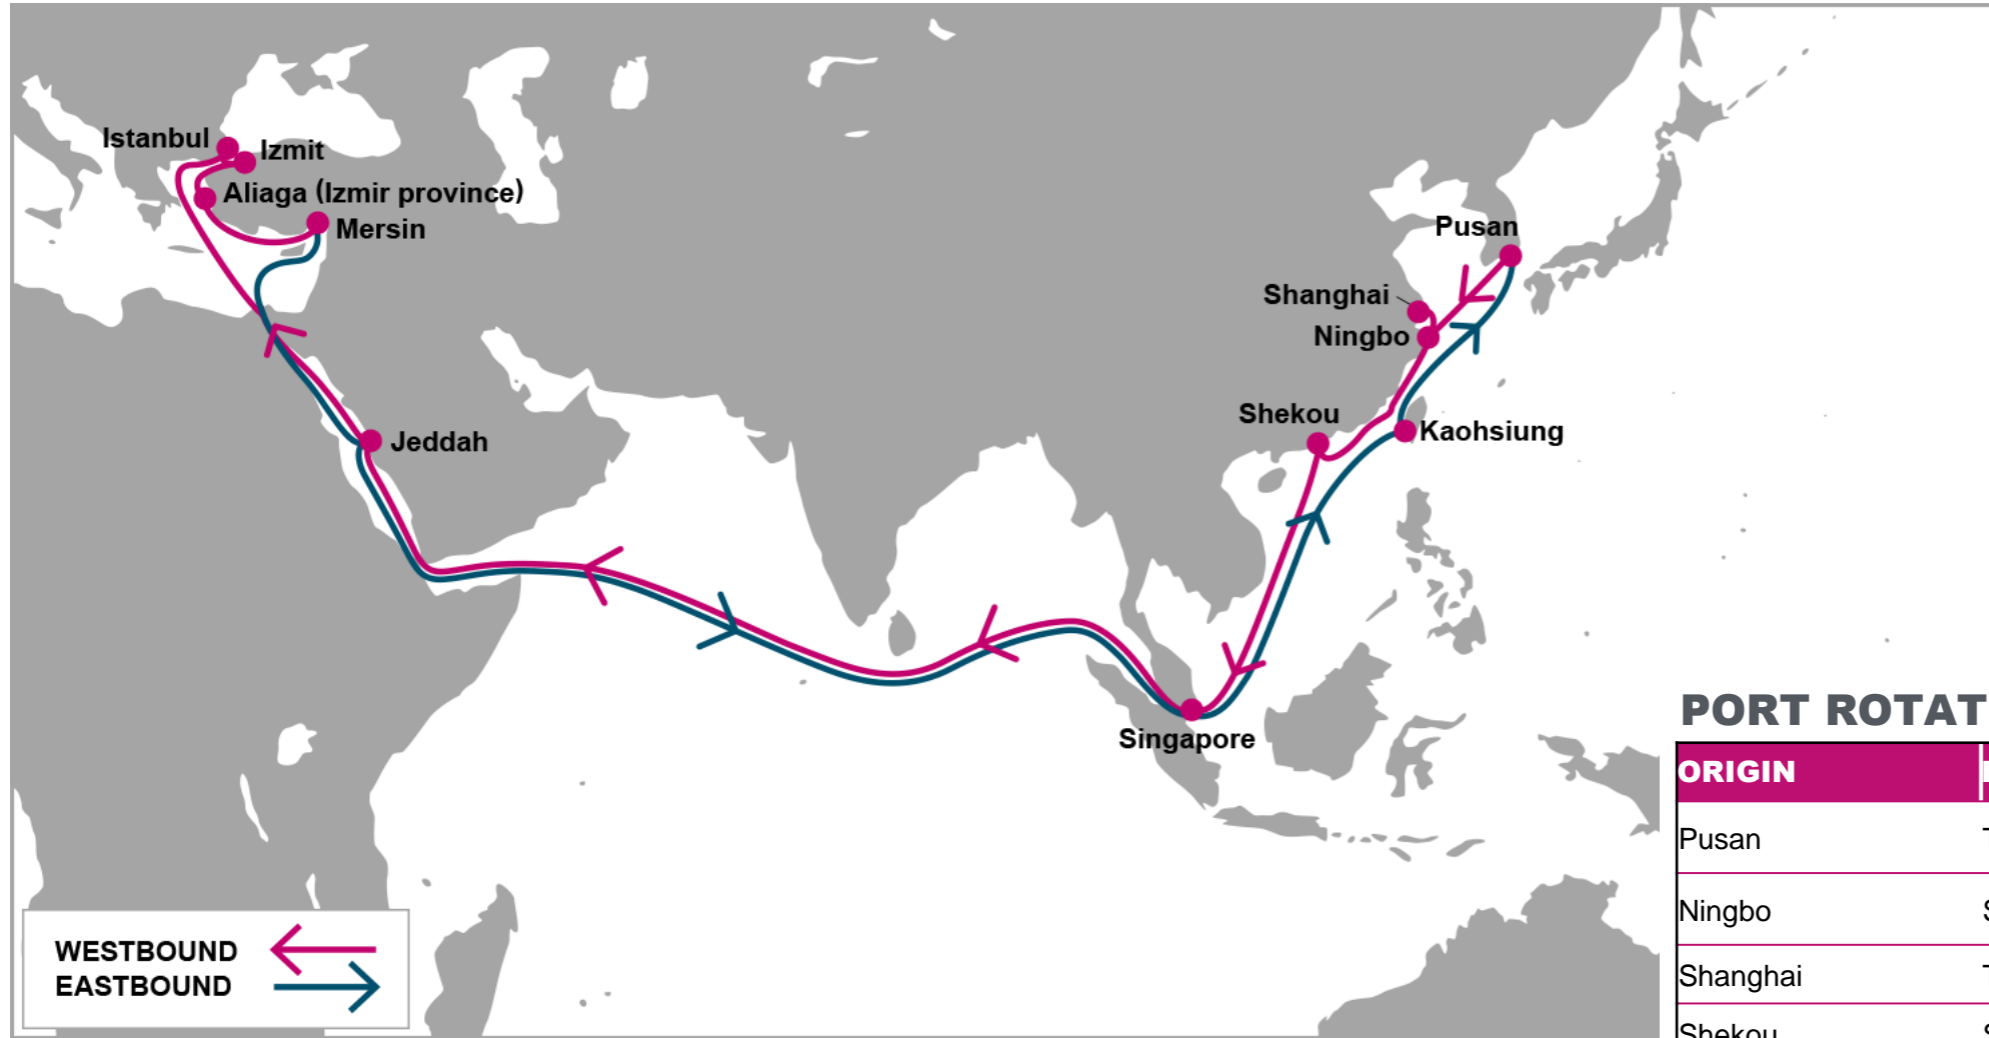 Istanbul
Izmit
Aliaga (Izmir province)
Mersin
Pusan
Shanghai
Ningbo
Shekou
Kaohsiung
Jeddah
Singapore
WESTBOUND
EASTBOUND
PORT ROTAT
ORIGIN
Pusan
Ningbo
Shanghai
Shekou